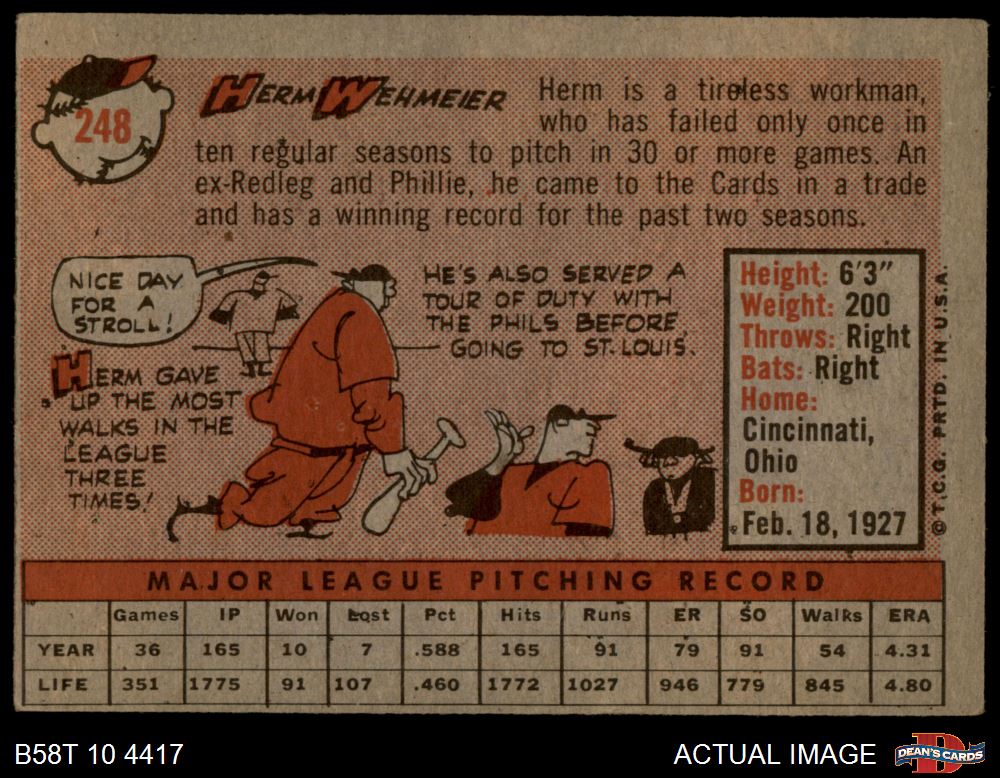 248
HERM WEHMEIER
Herm is a tireless workman,
who has failed only once in
ten regular seasons to pitch in 30 or more games. An
ex-Redleg and Phillie, he came to the Cards in a trade
and has a winning record for the past two seasons.
NICE DAY
FOR A
STROLL!
HERM GAVE
UP THE MOST
WALKS IN THE
LEAGUE
THREE
TIMES!
HE'S ALSO SERVED A
TOUR OF DUTY WITH
THE PHILS BEFORE
GOING TO ST. LOUIS.
Height: 6'3"
Weight: 200
Throws: Right
Bats: Right
Home:
Cincinnati,
Ohio
Born:
Feb. 18, 1927
© T.C.G. PRTD. IN U.S.A.
MAJOR LEAGUE PITCHING RECORD
Games IP Won Lost Pct Hits Runs ER SO Walks ERA
YEAR 36 165 10 7 .588 165 91 79 91 54 4.31
LIFE 351 1775 91 107 .460 1772 1027 946 779 845 4.80
B58T 10 4417
ACTUAL IMAGE
DEAN'S CARDS